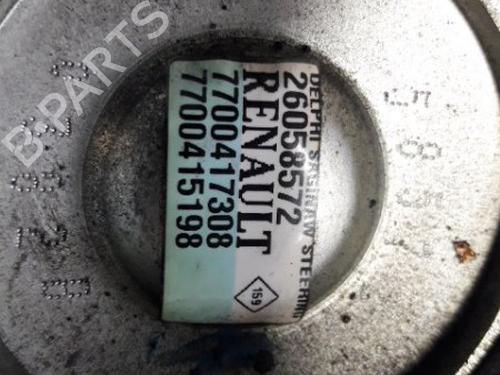 B-PARTS
DELPHI SAGINAW STEERING
26058572
RENAULT
7700417308
7700415198
159